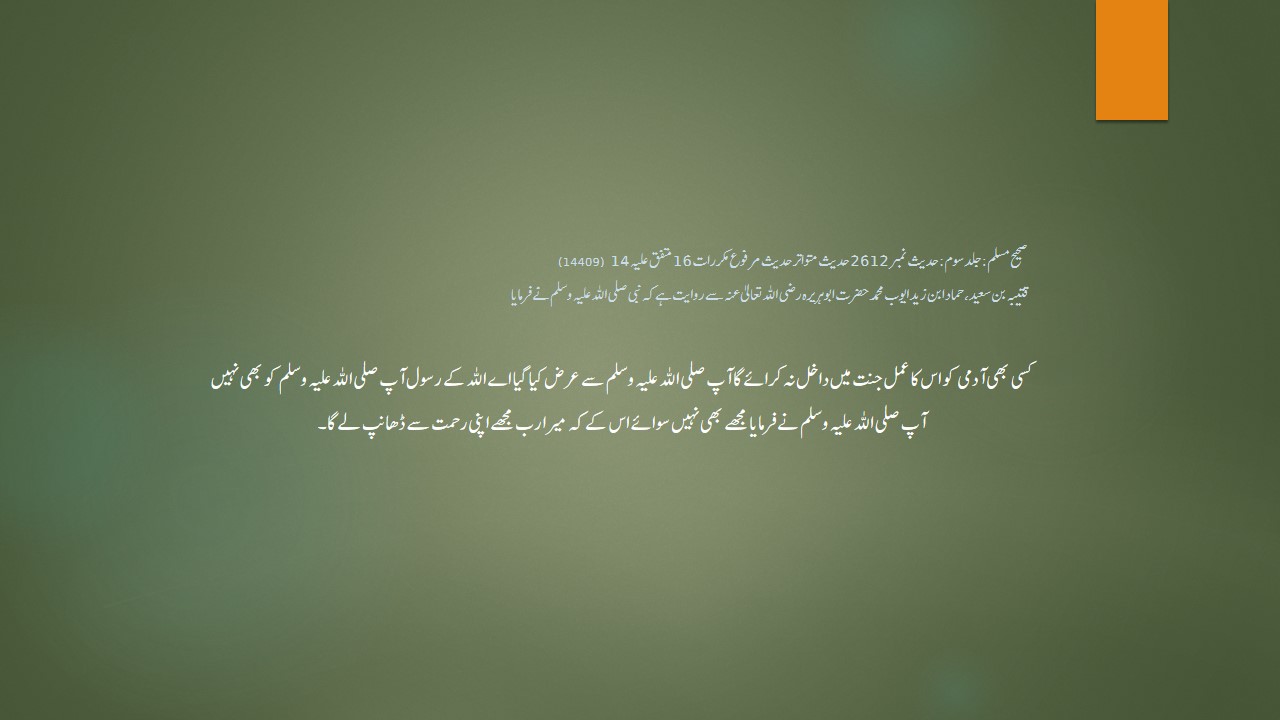 صحیح مسلم:جلد سوم:حدیث نمبر 2612 حدیث متواتر حدیث مرفوع مکررات 16 متفق علیہ 14 (14409)
قتیبہ بن سعید، حماد ابن زید ایوب محمد حضرت ابوہریرہ رضی اللہ تعالیٰ عنہ سے روایت ہے کہ نبی صلی اللہ علیہ وسلم نے فرمایا
کسی بھی آدمی کو اس کا عمل جنت میں داخل نہ کرائے گا آپ صلی اللہ علیہ وسلم سے عرض کیا گیا اے اللہ کے رسول آپ صلی اللہ علیہ وسلم کو بھی نہیں
آپ صلی اللہ علیہ وسلم نے فرمایا مجھے بھی نہیں سوائے اس کے کہ میرا رب مجھے اپنی رحمت سے ڈھانپ لے گا۔